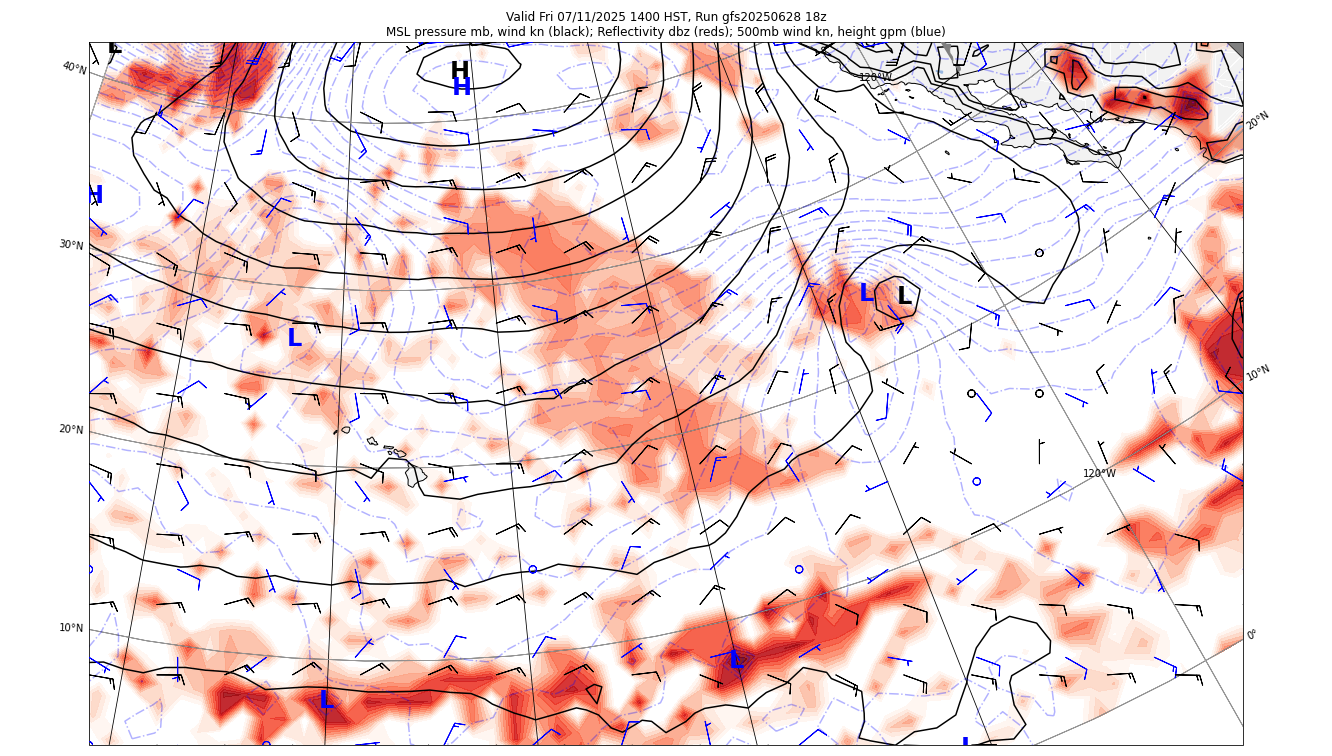 Valid Fri 07/11/2025 1400 HST, Run gfs20250628 18z
MSL pressure mb, wind kn (black); Reflectivity dbz (reds); 500mb wind kn, height gpm (blue)
L
H
H
40°N
120°W
20°N
H
30°N
L
L
L
10°N
20°N
120°W
10°N
0°
L
L
L